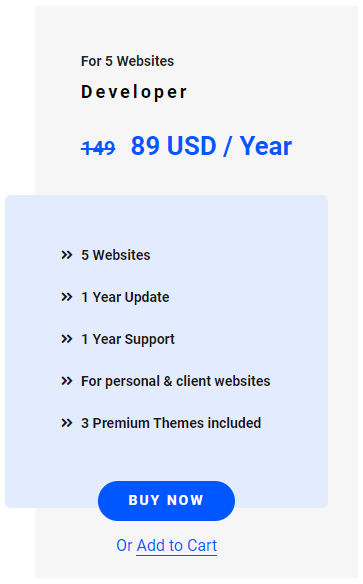 For 5 Websites
Developer
149 89 USD / Year
5 Websites
1 Year Update
1 Year Support
For personal & client websites
3 Premium Themes included
BUY NOW
Or Add to Cart